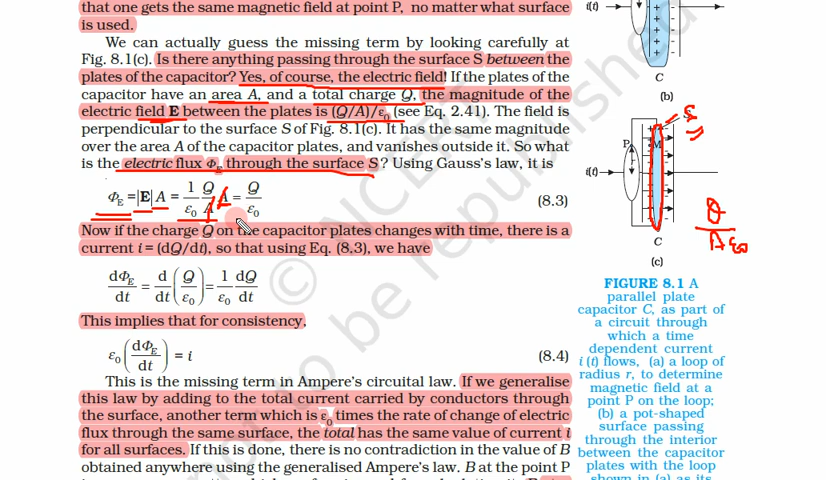 that one gets the same magnetic field at point P, no matter what surface
is used.
We can actually guess the missing term by looking carefully at
Fig. 8.1(c). Is there anything passing through the surface S between the
plates of the capacitor? Yes, of course, the electric field! If the plates of the
capacitor have an area A, and a total charge Q, the magnitude of the
electric field E between the plates is (Q/A)/ε₀ (see Eq. 2.41). The field is
perpendicular to the surface S of Fig. 8.1(c). It has the same magnitude
over the area A of the capacitor plates, and vanishes outside it. So what
is the electric flux Φ_E through the surface S? Using Gauss's law, it is
Φ_E = |E| A = 1/ε₀ Q/A A = Q/ε₀ (8.3)
Now if the charge Q on the capacitor plates changes with time, there is a
current i = (dQ/dt), so that using Eq. (8.3), we have
dΦ_E/dt = d/dt (Q/ε₀) = 1/ε₀ dQ/dt
This implies that for consistency,
ε₀ (dΦ_E/dt) = i (8.4)
This is the missing term in Ampere's circuital law. If we generalise
this law by adding to the total current carried by conductors through
the surface, another term which is ε₀ times the rate of change of electric
flux through the same surface, the total has the same value of current i
for all surfaces. If this is done, there is no contradiction in the value of B
obtained anywhere using the generalised Ampere's law. B at the point P
i(t)
C
(b)
S
P
M
r
i(t)
C
(c)
Q
A ε₀
FIGURE 8.1 A
parallel plate
capacitor C, as part of
a circuit through
which a time
dependent current
i (t) flows, (a) a loop of
radius r, to determine
magnetic field at a
point P on the loop;
(b) a pot-shaped
surface passing
through the interior
between the capacitor
plates with the loop
shown in (a) as its
© NCERT
not to be republished